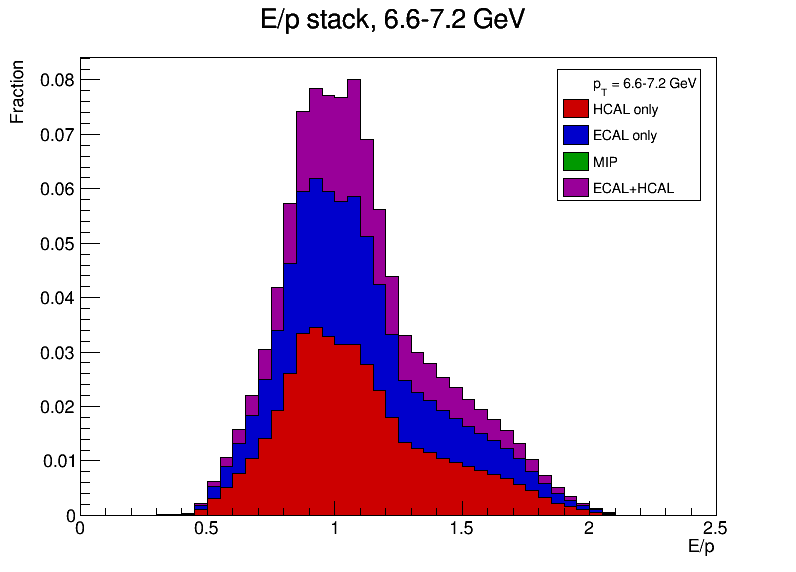 E/p stack, 6.6-7.2 GeV
Fraction
0.08
0.07
0.06
0.05
0.04
0.03
0.02
0.01
0
p_T = 6.6-7.2 GeV
HCAL only
ECAL only
MIP
ECAL+HCAL
0 0.5 1 1.5 2 2.5
E/p